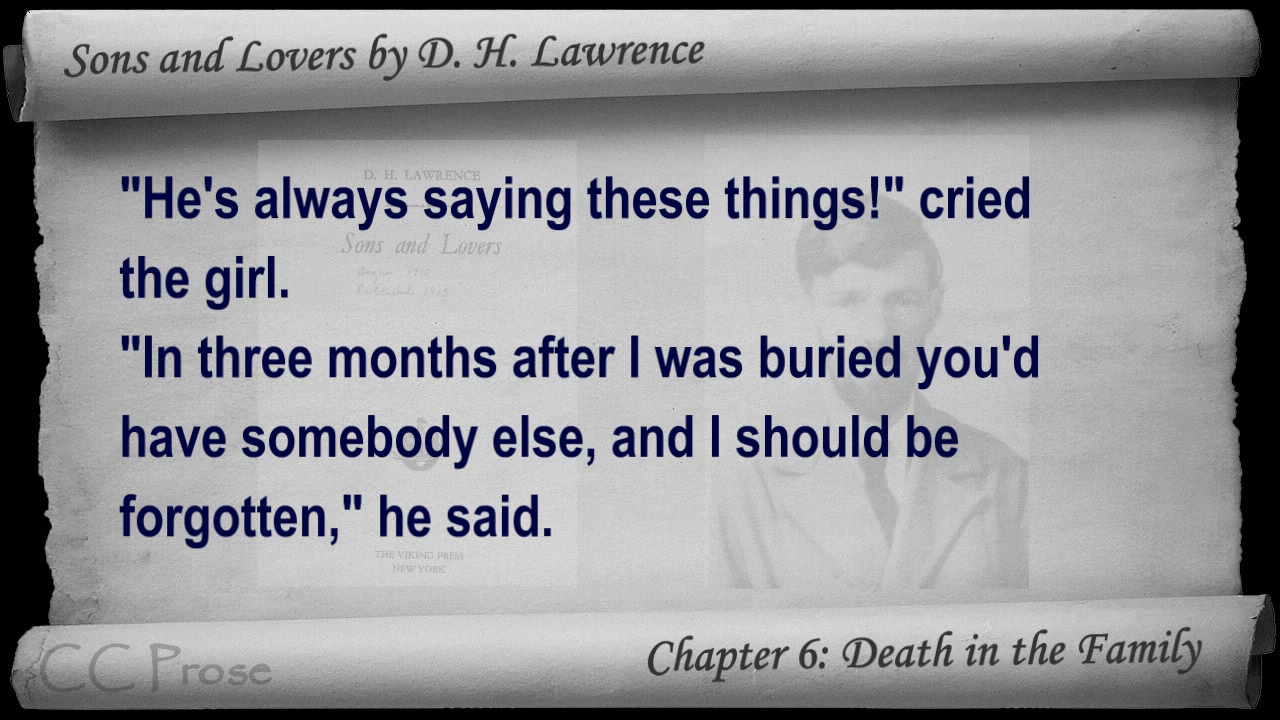 Sons and Lovers by D. H. Lawrence
D. H. LAWRENCE
"He's always saying these things!" cried
Sons and Lovers
the girl.
"In three months after I was buried you'd
have somebody else, and I should be
forgotten," he said.
THE VIKING PRESS
NEW YORK
CC Prose
Chapter 6: Death in the Family